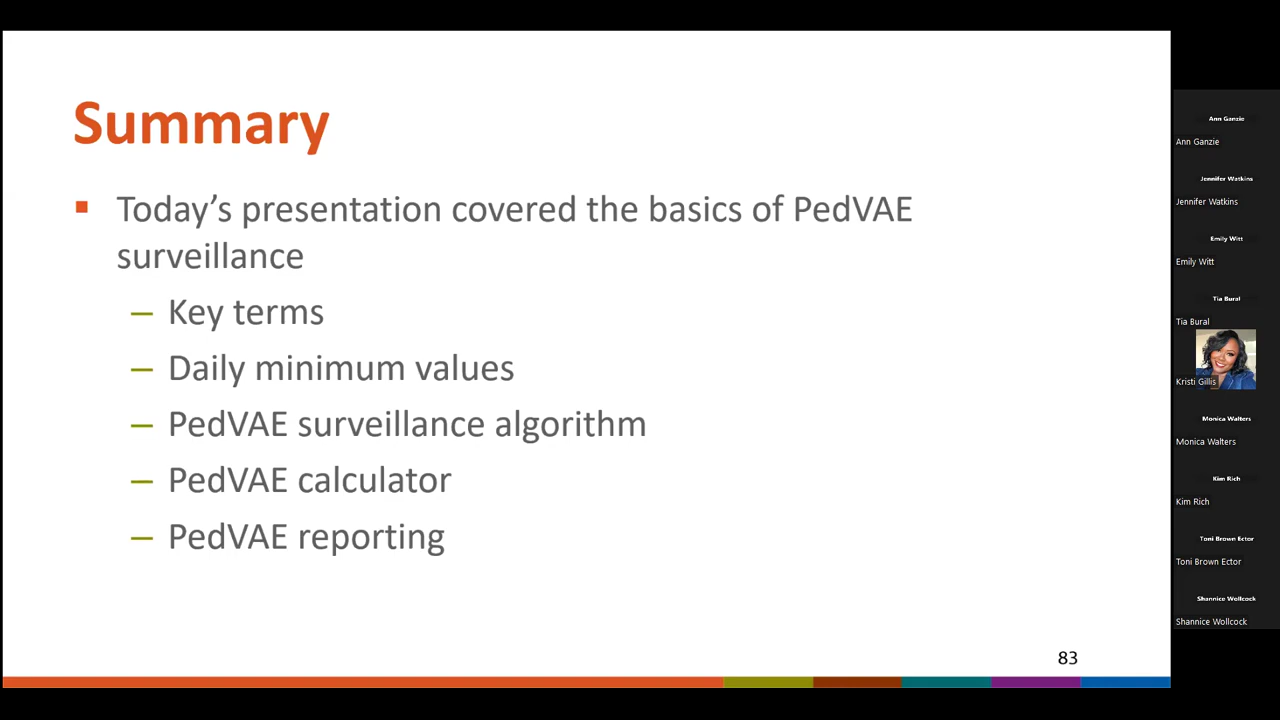 Summary
Today's presentation covered the basics of PedVAE
surveillance
– Key terms
– Daily minimum values
– PedVAE surveillance algorithm
– PedVAE calculator
– PedVAE reporting
83
Ann Ganzie
Ann Ganzie
Jennifer Watkins
Jennifer Watkins
Emily Witt
Emily Witt
Tia Bural
Tia Bural
Kristi Gillis
Monica Walters
Monica Walters
Kim Rich
Kim Rich
Toni Brown Ector
Toni Brown Ector
Shannice Wollcock
Shannice Wollcock